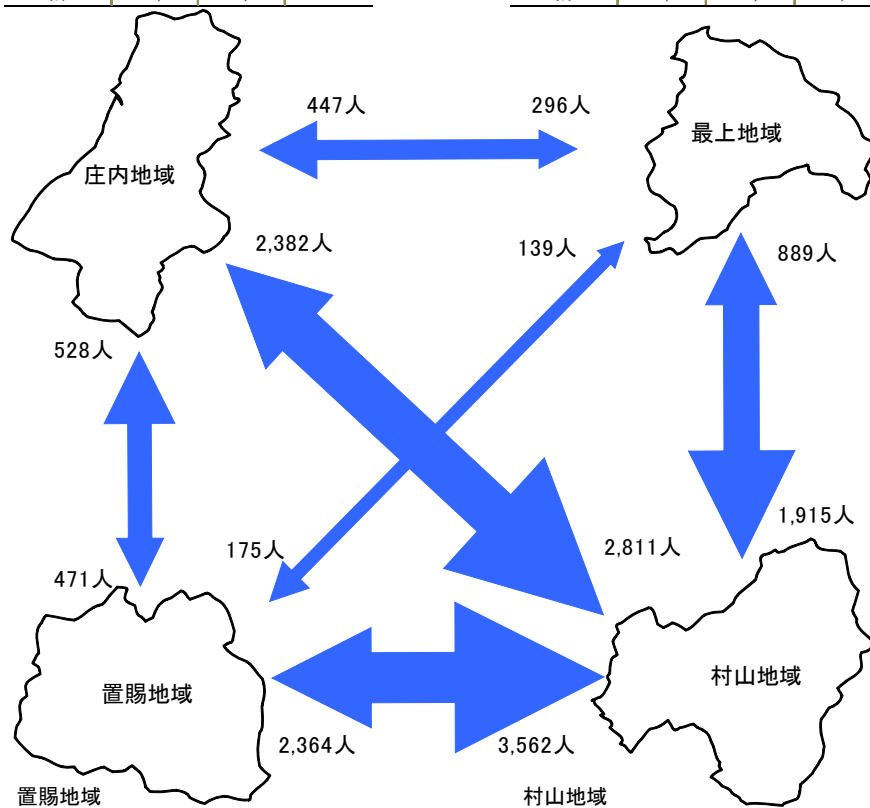 447人
296人
最上地域
庄内地域
2,382人
139人
889人
528人
1,915人
175人
2,811人
471人
置賜地域
村山地域
2,364人
3,562人
置賜地域
村山地域